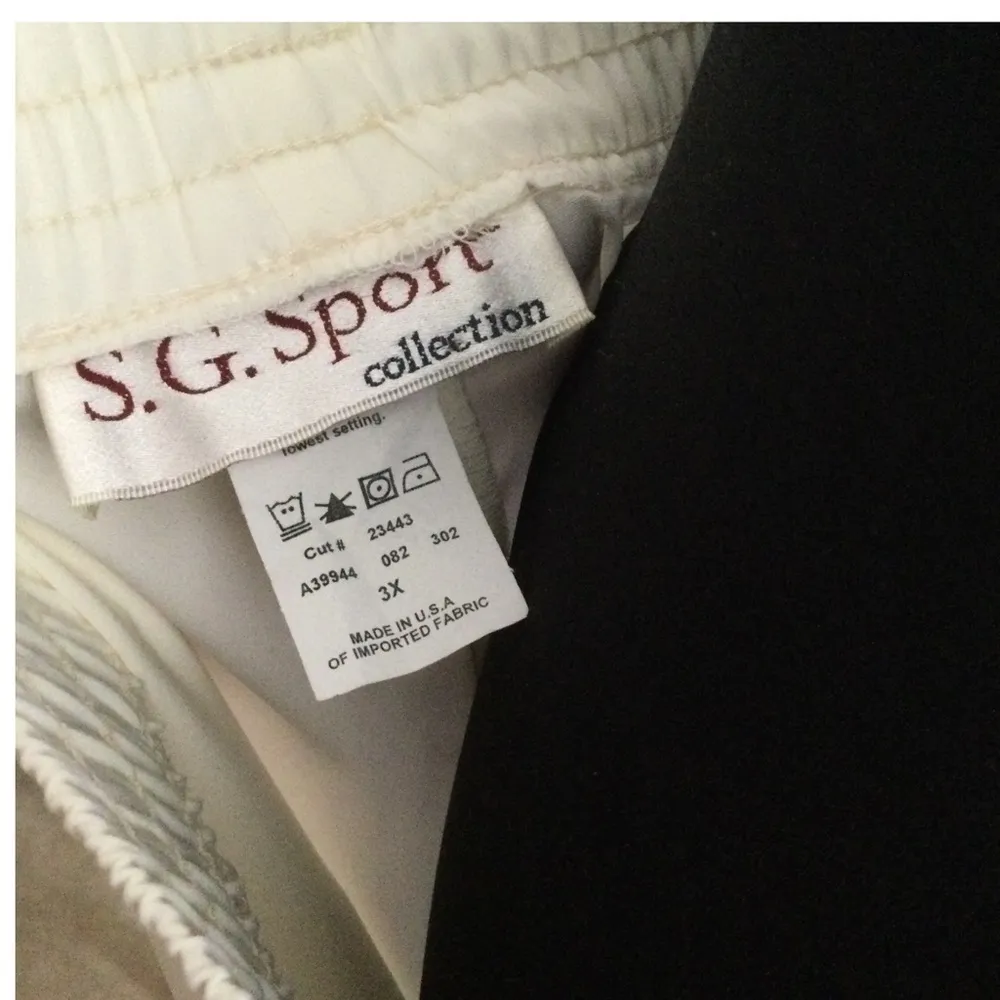 S.G. Sport
collection
lowest setting.
Cut # 23443
A39944 082 302
3X
MADE IN U.S.A
OF IMPORTED FABRIC